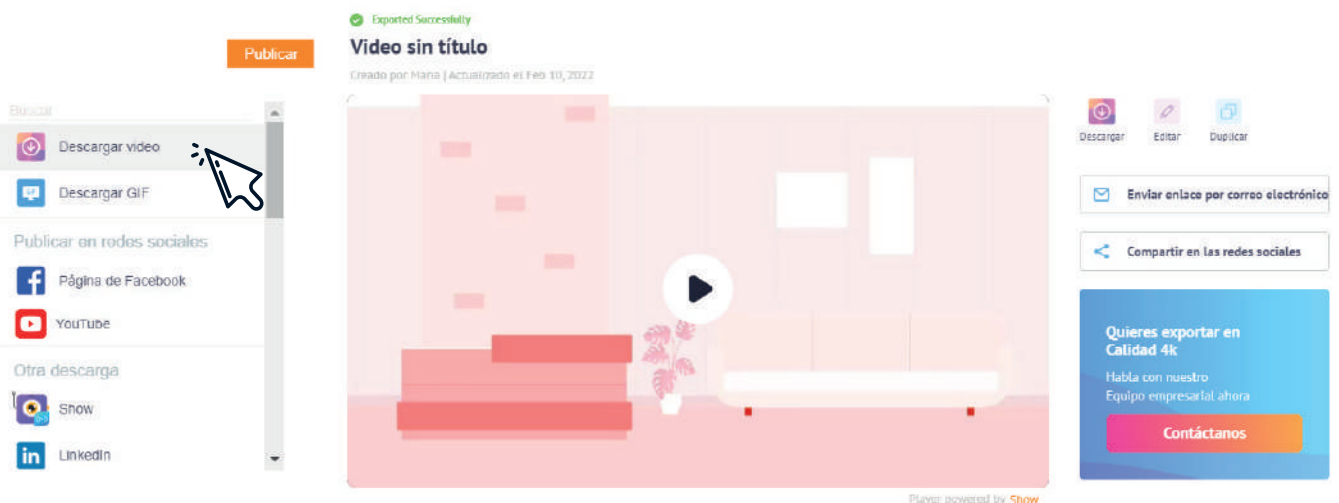 Publicar
Buscar
Descargar video
Descargar GIF
Publicar en redes sociales
Página de Facebook
YouTube
Otra descarga
Show
LinkedIn
Exported Successfully
Video sin título
Creado por Maria | Actualizado el Feb 10, 2022
Player powered by Show
Descargar Editar Duplicar
Enviar enlace por correo electrónico
Compartir en las redes sociales
Quieres exportar en
Calidad 4k
Habla con nuestro
Equipo empresarial ahora
Contáctanos